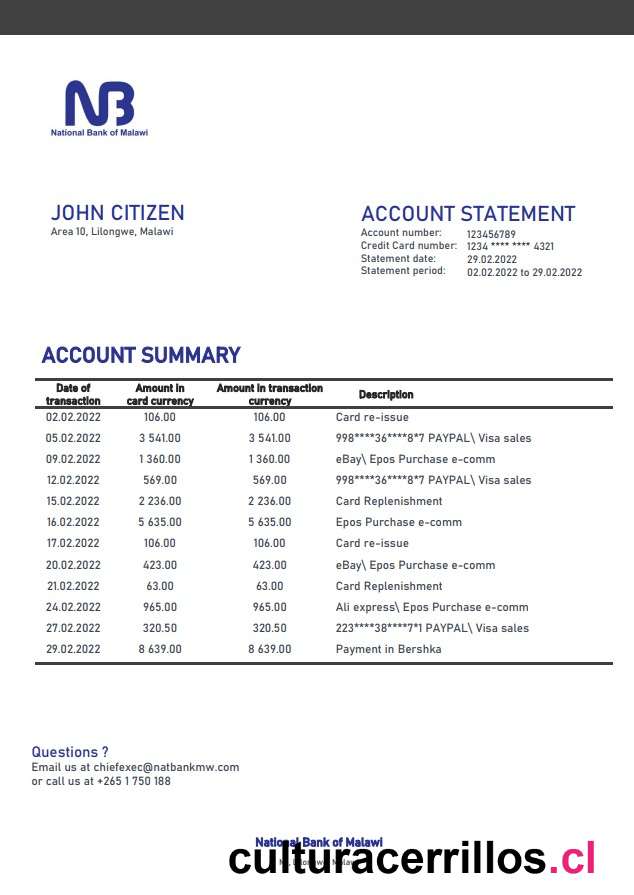 NB
National Bank of Malawi
JOHN CITIZEN
Area 10, Lilongwe, Malawi
ACCOUNT STATEMENT
Account number: 123456789
Credit Card number: 1234 **** **** 4321
Statement date: 29.02.2022
Statement period: 02.02.2022 to 29.02.2022
ACCOUNT SUMMARY
Date of transaction Amount in card currency Amount in transaction currency Description
02.02.2022 106.00 106.00 Card re-issue
05.02.2022 3 541.00 3 541.00 998****36****8*7 PAYPAL\ Visa sales
09.02.2022 1 360.00 1 360.00 eBay\ Epos Purchase e-comm
12.02.2022 569.00 569.00 998****36****8*7 PAYPAL\ Visa sales
15.02.2022 2 236.00 2 236.00 Card Replenishment
16.02.2022 5 635.00 5 635.00 Epos Purchase e-comm
17.02.2022 106.00 106.00 Card re-issue
20.02.2022 423.00 423.00 eBay\ Epos Purchase e-comm
21.02.2022 63.00 63.00 Card Replenishment
24.02.2022 965.00 965.00 Ali express\ Epos Purchase e-comm
27.02.2022 320.50 320.50 223****38****7*1 PAYPAL\ Visa sales
29.02.2022 8 639.00 8 639.00 Payment in Bershka
Questions ?
Email us at chiefexec@natbankmw.com
or call us at +265 1 750 188
National Bank of Malawi
culturacerrillos.cl